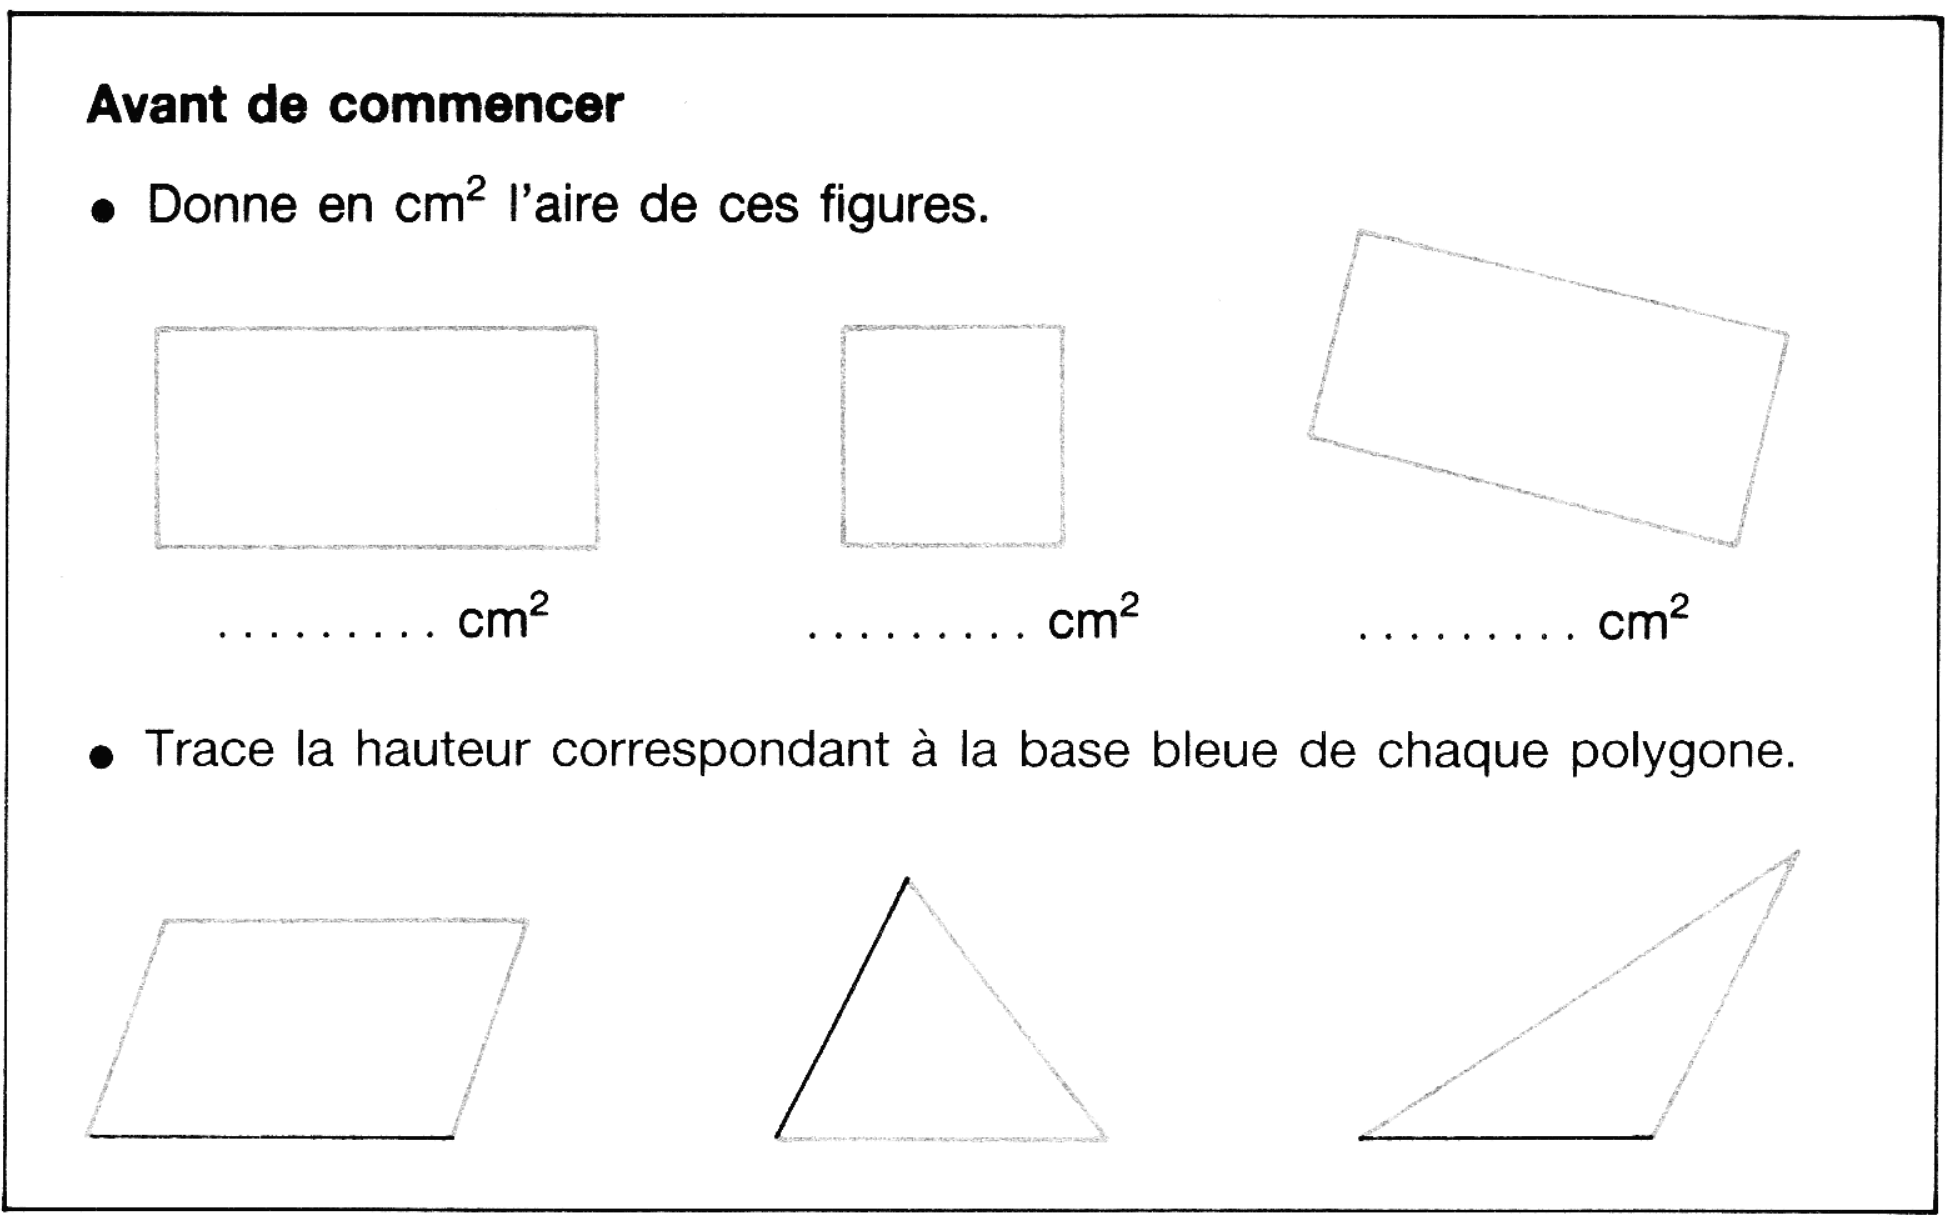 Avant de commencer
● Donne en cm² l'aire de ces figures.
......... cm² ......... cm² ......... cm²
● Trace la hauteur correspondant à la base bleue de chaque polygone.